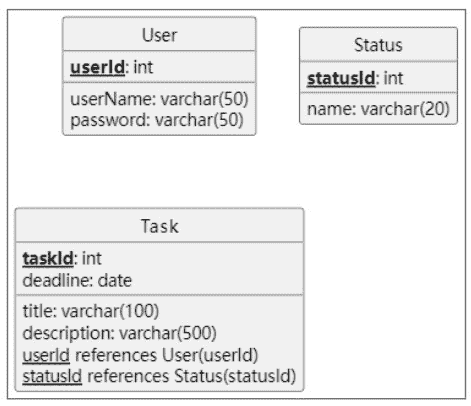 User
userId: int
userName: varchar(50)
password: varchar(50)
Status
statusId: int
name: varchar(20)
Task
taskId: int
deadline: date
title: varchar(100)
description: varchar(500)
userId references User(userId)
statusId references Status(statusId)